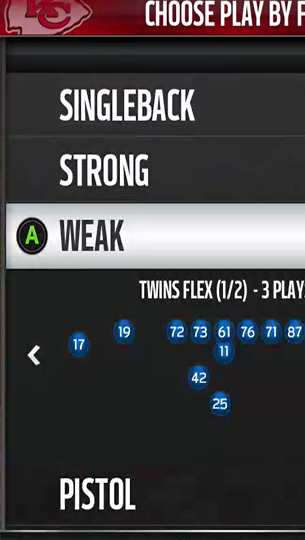 KC
CHOOSE PLAY BY F
SINGLEBACK
STRONG
A WEAK
TWINS FLEX (1/2) - 3 PLAY
17 19 72 73 61 76 71 87
11
42
25
PISTOL